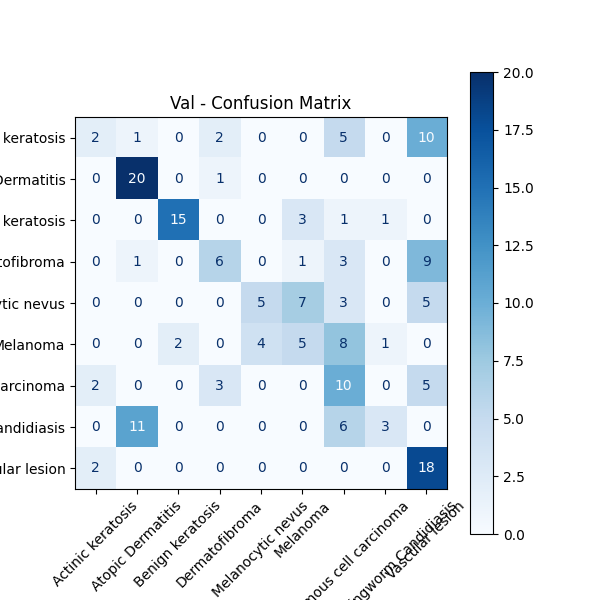 Val - Confusion Matrix
keratosis 2 1 0 2 0 0 5 0 10
Dermatitis 0 20 0 1 0 0 0 0 0
keratosis 0 0 15 0 0 3 1 1 0
tofibroma 0 1 0 6 0 1 3 0 9
tic nevus 0 0 0 0 5 7 3 0 5
Melanoma 0 0 2 0 4 5 8 1 0
arcinoma 2 0 0 3 0 0 10 0 5
andidiasis 0 11 0 0 0 0 6 3 0
ular lesion 2 0 0 0 0 0 0 0 18
Actinic keratosis
Atopic Dermatitis
Benign keratosis
Dermatofibroma
Melanocytic nevus
Melanoma
mous cell carcinoma
ingworm Candidiasis
Vascular lesion
20.0
17.5
15.0
12.5
10.0
7.5
5.0
2.5
0.0